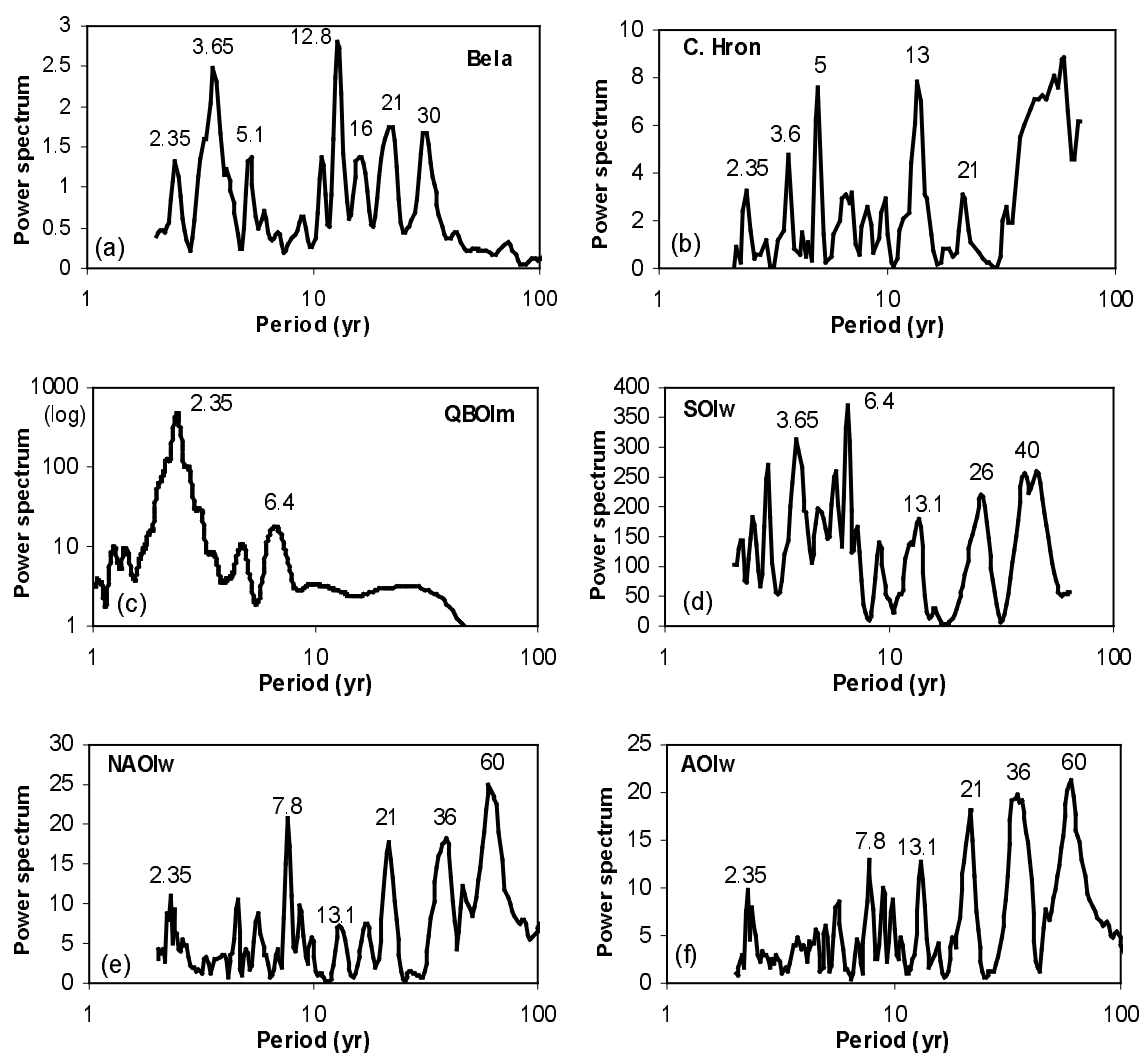 3
2.5
2
1.5
1
0.5
0
Power spectrum
Bela
2.35
3.65
5.1
12.8
16
21
30
(a)
1 10 100
Period (yr)
10
8
6
4
2
0
Power spectrum
C. Hron
2.35
3.6
5
13
21
(b)
1 10 100
Period (yr)
1000
(log)
100
10
1
Power spectrum
QBOIm
2.35
6.4
(c)
1 10 100
Period (yr)
400
350
300
250
200
150
100
50
0
Power spectrum
SOIw
3.65
6.4
13.1
26
40
(d)
1 10 100
Period (yr)
30
25
20
15
10
5
0
Power spectrum
NAOIw
2.35
7.8
13.1
21
36
60
(e)
1 10 100
Period (yr)
25
20
15
10
5
0
Power spectrum
AOIw
2.35
7.8
13.1
21
36
60
(f)
1 10 100
Period (yr)